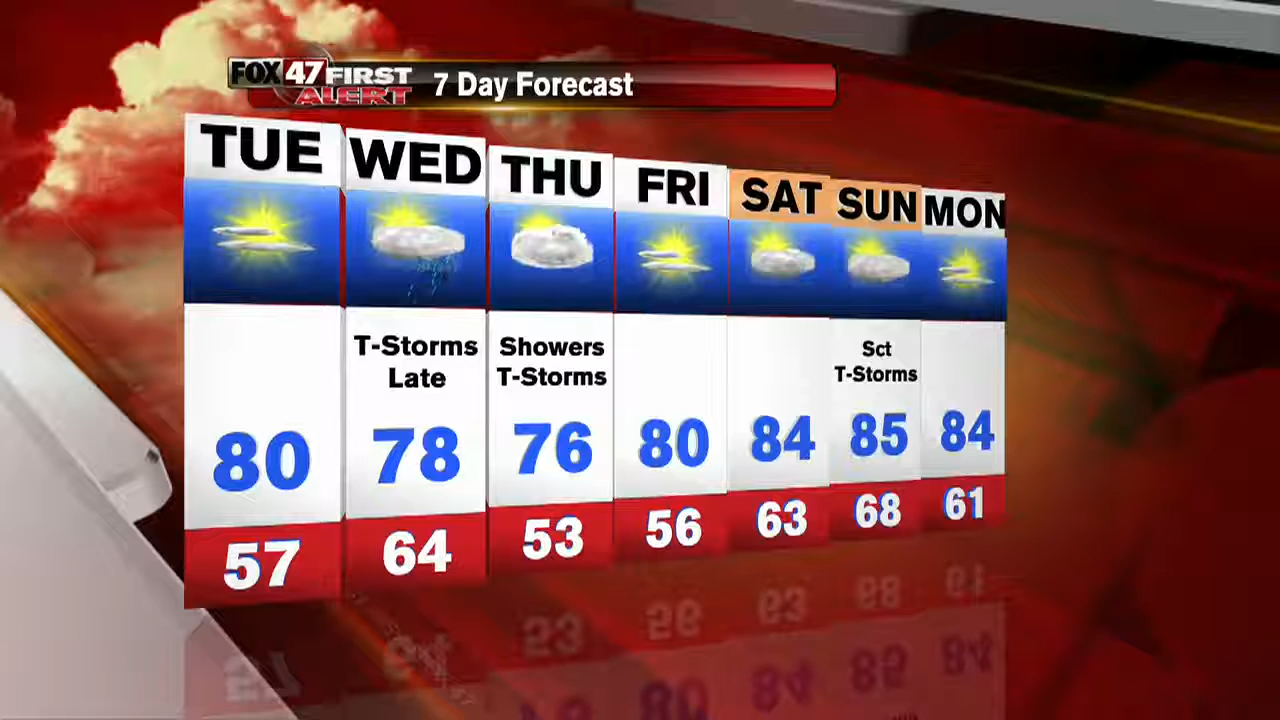 FOX 47 FIRST ALERT
7 Day Forecast
TUE WED THU FRI SAT SUN MON
T-Storms Late
Showers T-Storms
Sct T-Storms
80 78 76 80 84 85 84
57 64 53 56 63 68 61